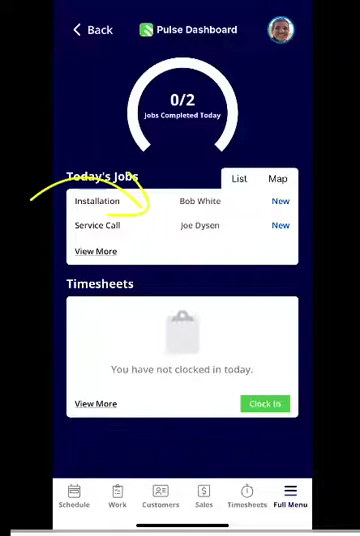 Back Pulse Dashboard
0/2
Jobs Completed Today
Today's Jobs List Map
Installation Bob White New
Service Call Joe Dysen New
View More
Timesheets
You have not clocked in today.
View More Clock In
Schedule Work Customers Sales Timesheets Full Menu